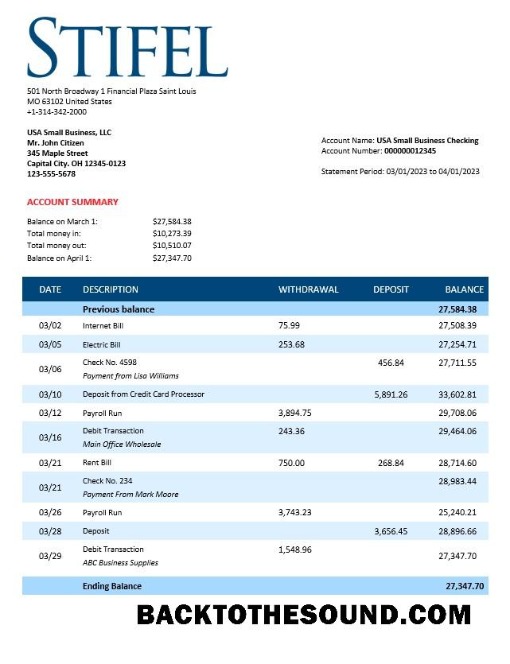 STIFEL
501 North Broadway 1 Financial Plaza Saint Louis
MO 63102 United States
+1-314-342-2000
USA Small Business, LLC
Mr. John Citizen
345 Maple Street
Capital City. OH 12345-0123
123-555-5678
Account Name: USA Small Business Checking
Account Number: 000000012345
Statement Period: 03/01/2023 to 04/01/2023
ACCOUNT SUMMARY
Balance on March 1: $27,584.38
Total money in: $10,273.39
Total money out: $10,510.07
Balance on April 1: $27,347.70
DATE DESCRIPTION WITHDRAWAL DEPOSIT BALANCE
Previous balance 27,584.38
03/02 Internet Bill 75.99 27,508.39
03/05 Electric Bill 253.68 27,254.71
03/06 Check No. 4598 456.84 27,711.55
Payment from Lisa Williams
03/10 Deposit from Credit Card Processor 5,891.26 33,602.81
03/12 Payroll Run 3,894.75 29,708.06
03/16 Debit Transaction 243.36 29,464.06
Main Office Wholesale
03/21 Rent Bill 750.00 268.84 28,714.60
03/21 Check No. 234 28,983.44
Payment From Mark Moore
03/26 Payroll Run 3,743.23 25,240.21
03/28 Deposit 3,656.45 28,896.66
03/29 Debit Transaction 1,548.96 27,347.70
ABC Business Supplies
Ending Balance 27,347.70
BACKTOTHESOUND.COM